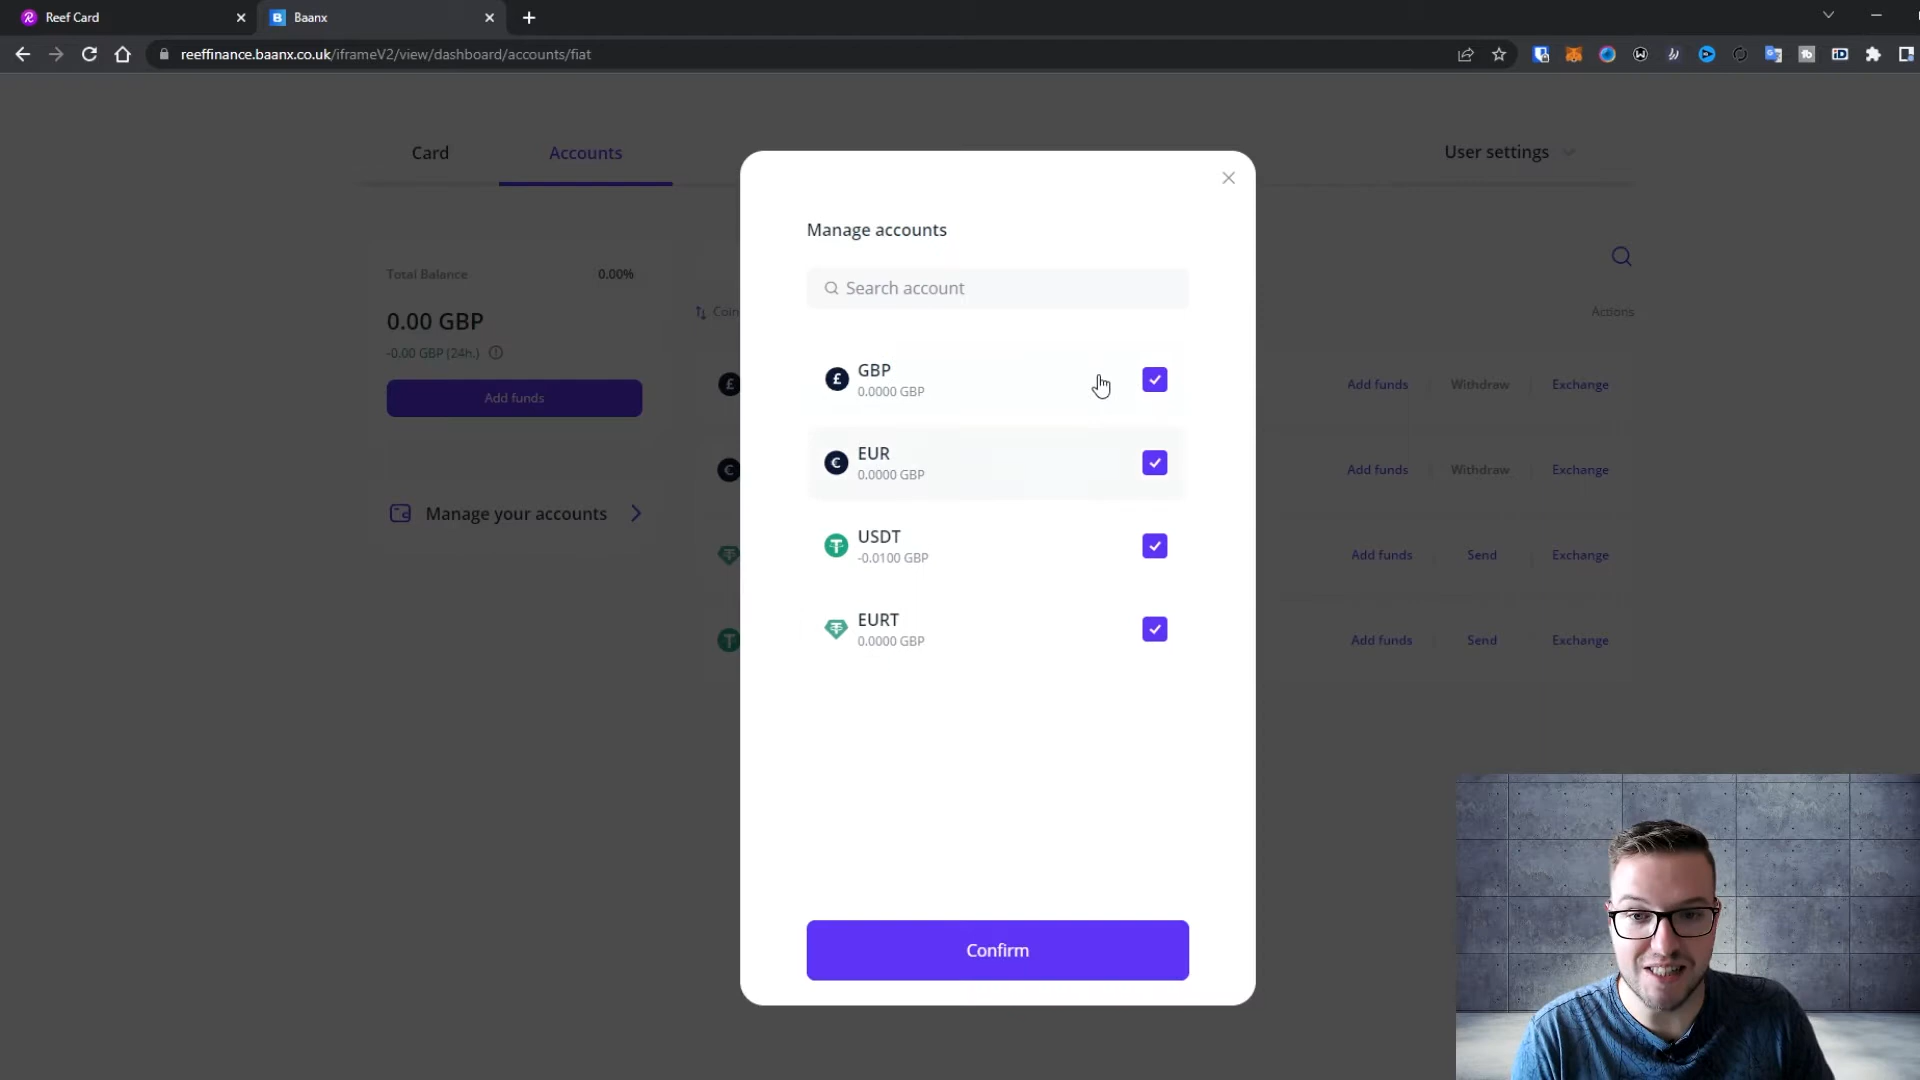 Reef Card
Baanx
reeffinance.baanx.co.uk/iframeV2/view/dashboard/accounts/fiat
Card
Accounts
User settings
Total Balance
0.00%
0.00 GBP
-0.00 GBP (24h.)
Add funds
Manage your accounts
Coin
Actions
Add funds
Withdraw
Exchange
Add funds
Withdraw
Exchange
Add funds
Send
Exchange
Add funds
Send
Exchange
Manage accounts
Search account
GBP
0.0000 GBP
EUR
0.0000 GBP
USDT
-0.0100 GBP
EURT
0.0000 GBP
Confirm